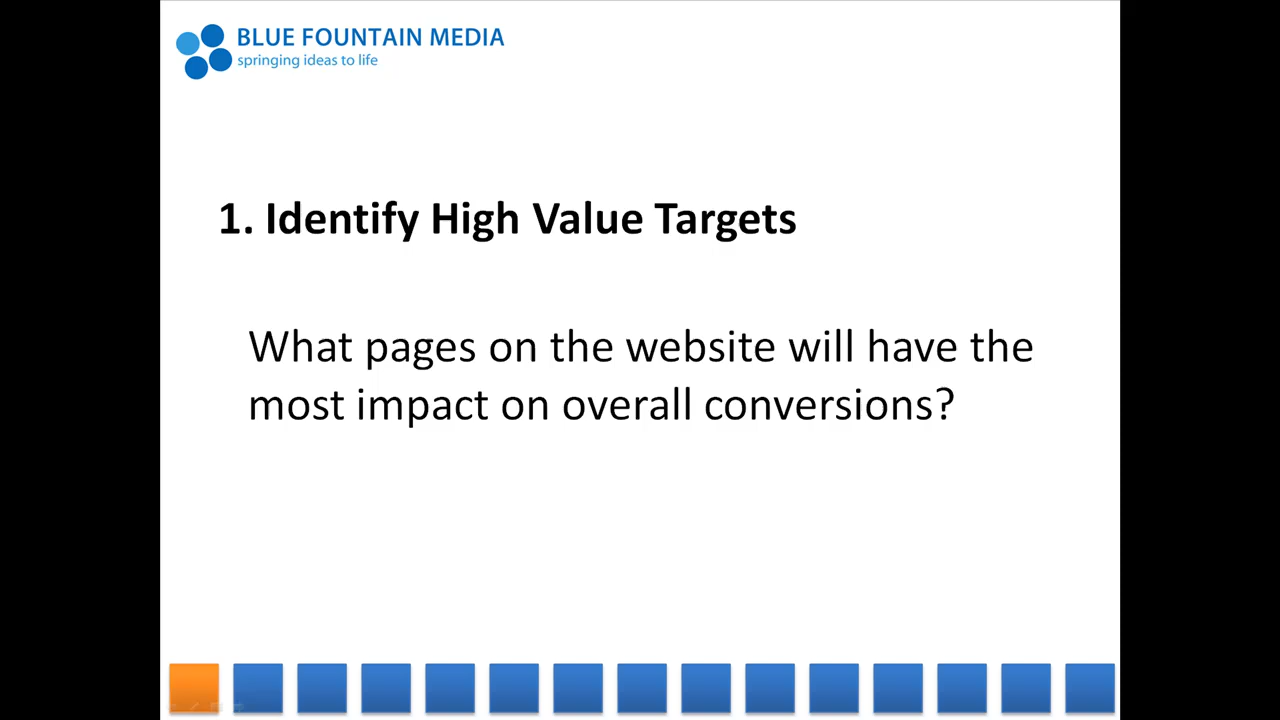 BLUE FOUNTAIN MEDIA
springing ideas to life
1. Identify High Value Targets
What pages on the website will have the
most impact on overall conversions?